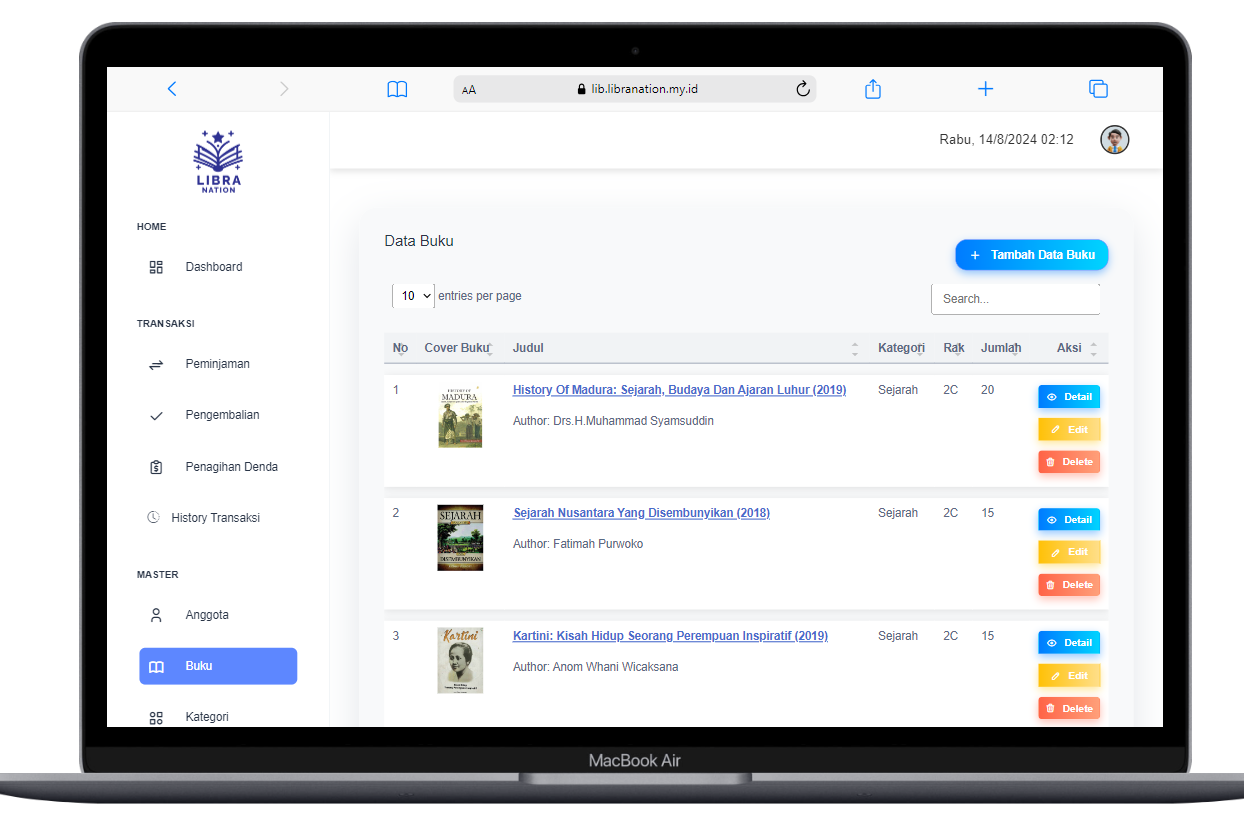 AA
lib.libranation.my.id
LIBRA
NATION
Rabu, 14/8/2024 02:12
HOME
Dashboard
TRANSAKSI
Peminjaman
Pengembalian
Penagihan Denda
History Transaksi
MASTER
Anggota
Buku
Kategori
Data Buku
+ Tambah Data Buku
10 entries per page
Search...
No Cover Buku Judul Kategori Rak Jumlah Aksi
1 History Of Madura: Sejarah, Budaya Dan Ajaran Luhur (2019) Sejarah 2C 20 Detail
HISTORY OF
MADURA
Author: Drs.H.Muhammad Syamsuddin
Edit
Delete
2 Sejarah Nusantara Yang Disembunyikan (2018) Sejarah 2C 15 Detail
SEJARAH
DISEMBUNYIKAN
Author: Fatimah Purwoko
Edit
Delete
3 Kartini: Kisah Hidup Seorang Perempuan Inspiratif (2019) Sejarah 2C 15 Detail
Kartini
Author: Anom Whani Wicaksana
Edit
Delete
MacBook Air